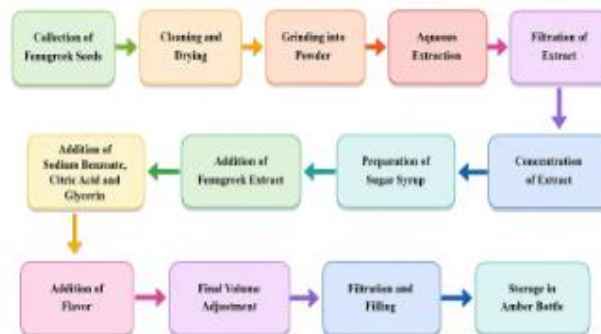 Collection of
Fenugreek Seeds
Cleaning and
Drying
Grinding into
Powder
Aqueous
Extraction
Filtration of
Extract
Concentration
of Extract
Preparation of
Sugar Syrup
Addition of
Fenugreek Extract
Addition of
Sodium Benzoate,
Citric Acid and
Glycerin
Addition of
Flavor
Final Volume
Adjustment
Filtration and
Filling
Storage in
Amber Bottle